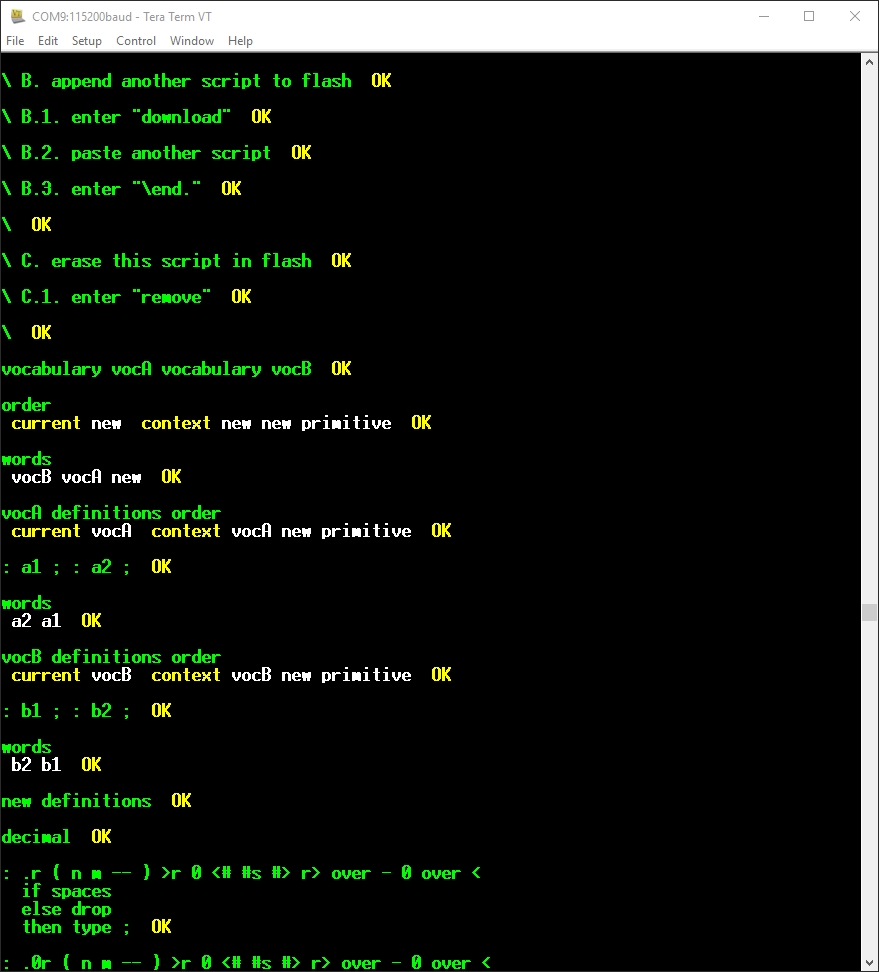 COM9:115200baud - Tera Term VT
File Edit Setup Control Window Help
\ B. append another script to flash  OK
\ B.1. enter "download"  OK
\ B.2. paste another script  OK
\ B.3. enter "\end."  OK
\  OK
\ C. erase this script in flash  OK
\ C.1. enter "remove"  OK
\  OK
vocabulary vocA vocabulary vocB  OK
order
 current new  context new new primitive  OK
words
 vocB vocA new  OK
vocA definitions order
 current vocA  context vocA new primitive  OK
: a1 ; : a2 ;  OK
words
 a2 a1  OK
vocB definitions order
 current vocB  context vocB new primitive  OK
: b1 ; : b2 ;  OK
words
 b2 b1  OK
new definitions  OK
decimal  OK
: .r ( n m -- ) >r 0 <# #s #> r> over - 0 over <
  if spaces
  else drop
  then type ;  OK
: .0r ( n m -- ) >r 0 <# #s #> r> over - 0 over <